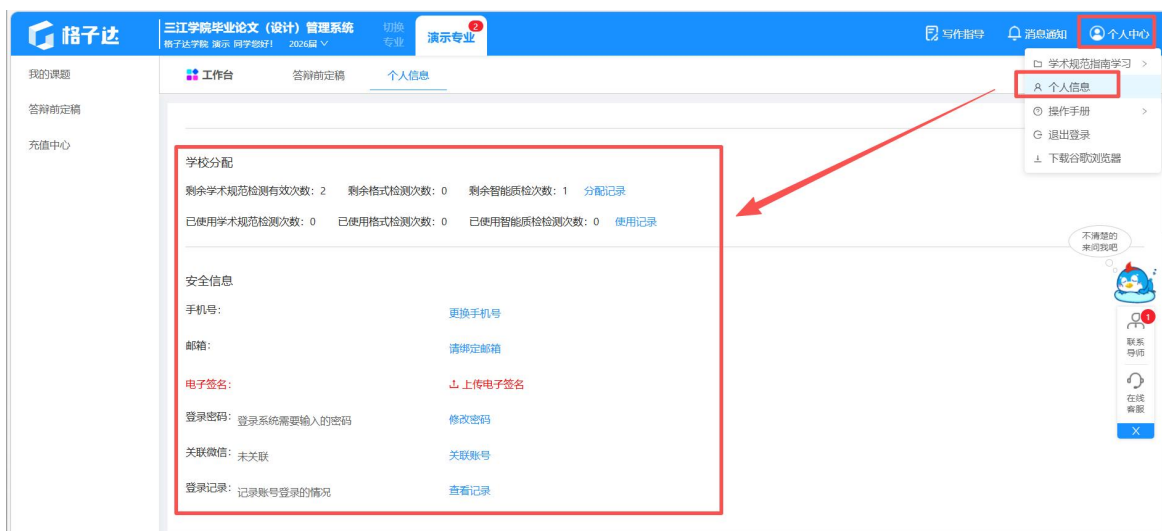 格子达
三江学院毕业论文（设计）管理系统
格子达学院 演示 同学您好! 2026届
切换
专业
演示专业
2
写作指导
消息通知
个人中心
我的课题
答辩前定稿
充值中心
工作台
答辩前定稿
个人信息
学术规范指南学习 >
个人信息
操作手册 >
退出登录
下载谷歌浏览器
学校分配
剩余学术规范检测有效次数：2 剩余格式检测次数：0 剩余智能质检次数：1 分配记录
已使用学术规范检测次数：0 已使用格式检测次数：0 已使用智能质检检测次数：0 使用记录
安全信息
手机号： 更换手机号
邮箱： 请绑定邮箱
电子签名： 上传电子签名
登录密码：登录系统需要输入的密码 修改密码
关联微信：未关联 关联账号
登录记录：记录账号登录的情况 查看记录
不清楚的
来问我吧
1
联系
导师
在线
客服
X